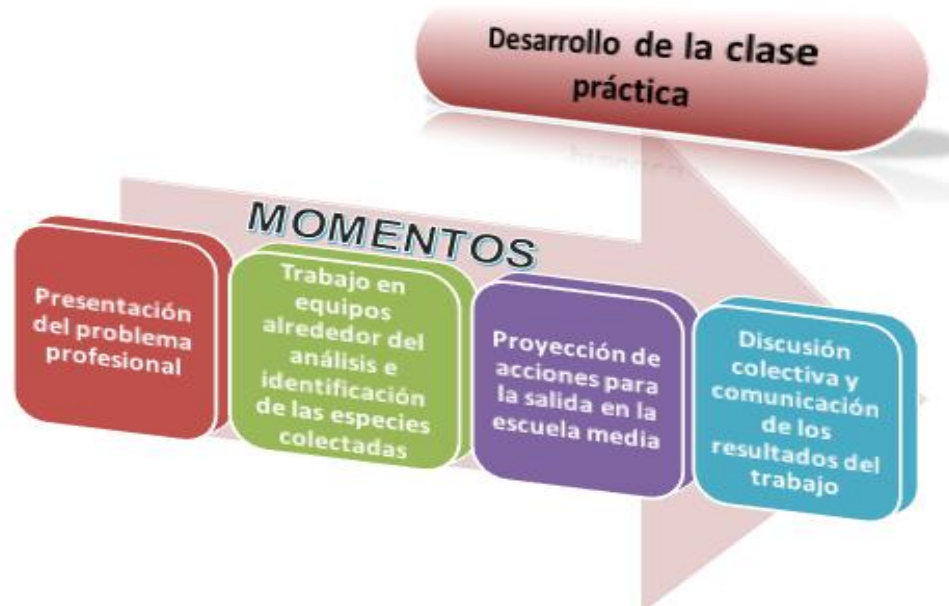 Desarrollo de la clase
práctica
MOMENTOS
Presentación
del problema
profesional
Trabajo en
equipos
alrededor del
análisis e
identificación
de las especies
colectadas
Proyección de
acciones para
la salida en la
escuela media
Discusión
colectiva y
comunicación
de los
resultados del
trabajo